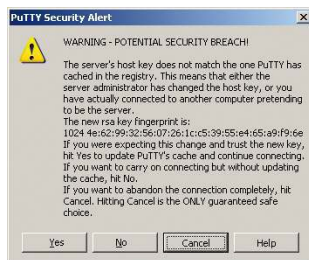 PuTTY Security Alert
WARNING - POTENTIAL SECURITY BREACH!
The server's host key does not match the one PuTTY has
cached in the registry. This means that either the
server administrator has changed the host key, or you
have actually connected to another computer pretending
to be the server.
The new rsa key fingerprint is:
1024 4e:62:99:32:56:07:26:1c:c5:39:55:e4:65:a9:f9:6e
If you were expecting this change and trust the new key,
hit Yes to update PuTTY's cache and continue connecting.
If you want to carry on connecting but without updating
the cache, hit No.
If you want to abandon the connection completely, hit
Cancel. Hitting Cancel is the ONLY guaranteed safe
choice.
Yes No Cancel Help